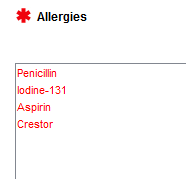 Allergies
Penicillin
Iodine-131
Aspirin
Crestor